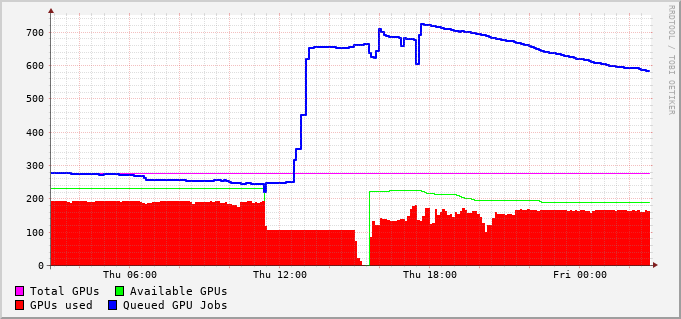 RRDTOOL / TOBI OETIKER
700
600
500
400
300
200
100
0
Thu 06:00 Thu 12:00 Thu 18:00 Fri 00:00
Total GPUs Available GPUs
GPUs used Queued GPU Jobs